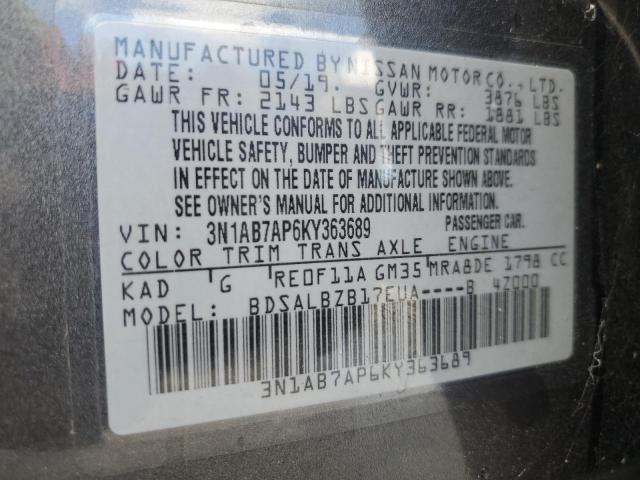 MANUFACTURED BY NISSAN MOTOR CO., LTD.
DATE: 05/19. GVWR: 3876 LBS
GAWR FR: 2143 LBS GAWR RR: 1881 LBS
THIS VEHICLE CONFORMS TO ALL APPLICABLE FEDERAL MOTOR
VEHICLE SAFETY, BUMPER AND THEFT PREVENTION STANDARDS
IN EFFECT ON THE DATE OF MANUFACTURE SHOWN ABOVE.
SEE OWNER'S MANUAL FOR ADDITIONAL INFORMATION.
VIN: 3N1AB7AP6KY363689 PASSENGER CAR.
COLOR TRIM TRANS AXLE ENGINE
KAD G RE0F11A GM35 MRA8DE 1798 CC
MODEL: BDSALBZB17EUA----B 4Z000
3N1AB7AP6KY363689